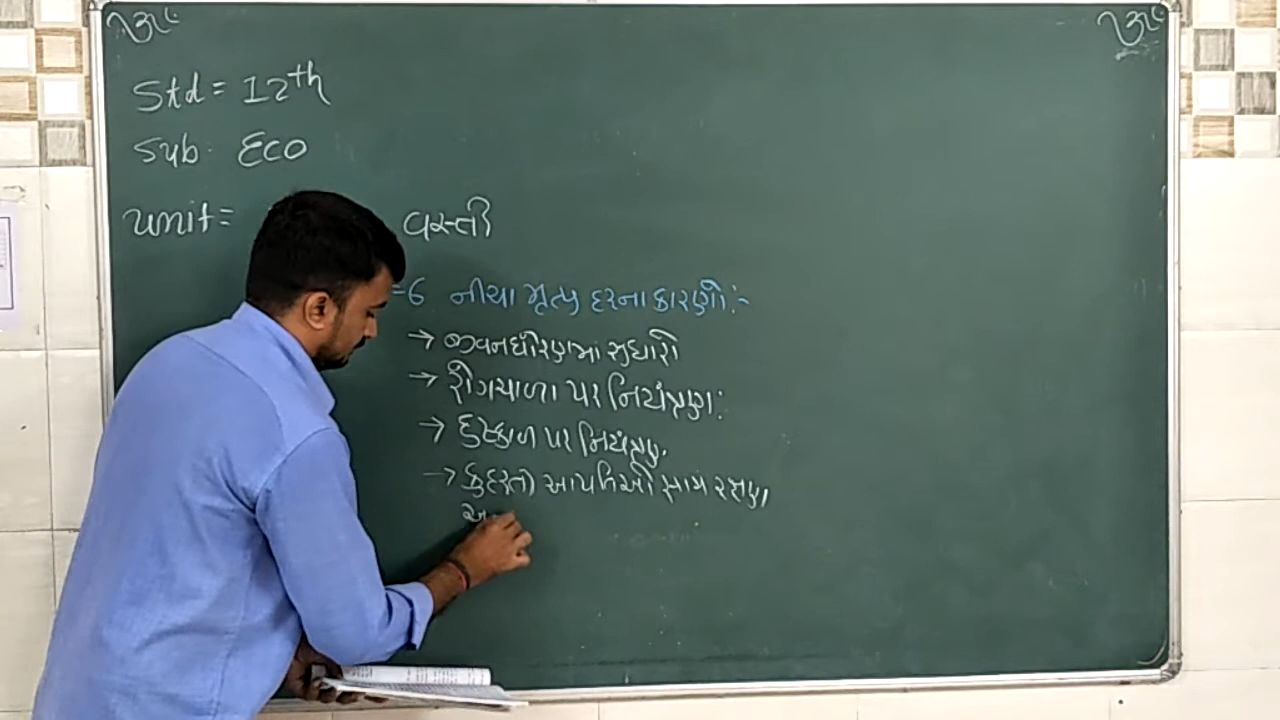 ૐ
ૐ
Std = 12th
Sub. Eco
Unit =
વસ્તી
-6 નીચા મૃત્યુ દરના કારણો:-
→ જીવનધોરણમાં સુધારો
→ રોગચાળા પર નિયંત્રણ:
→ દુષ્કાળ પર નિયંત્રણ.
→ કુદરતી આપત્તિઓ સામે રક્ષણ